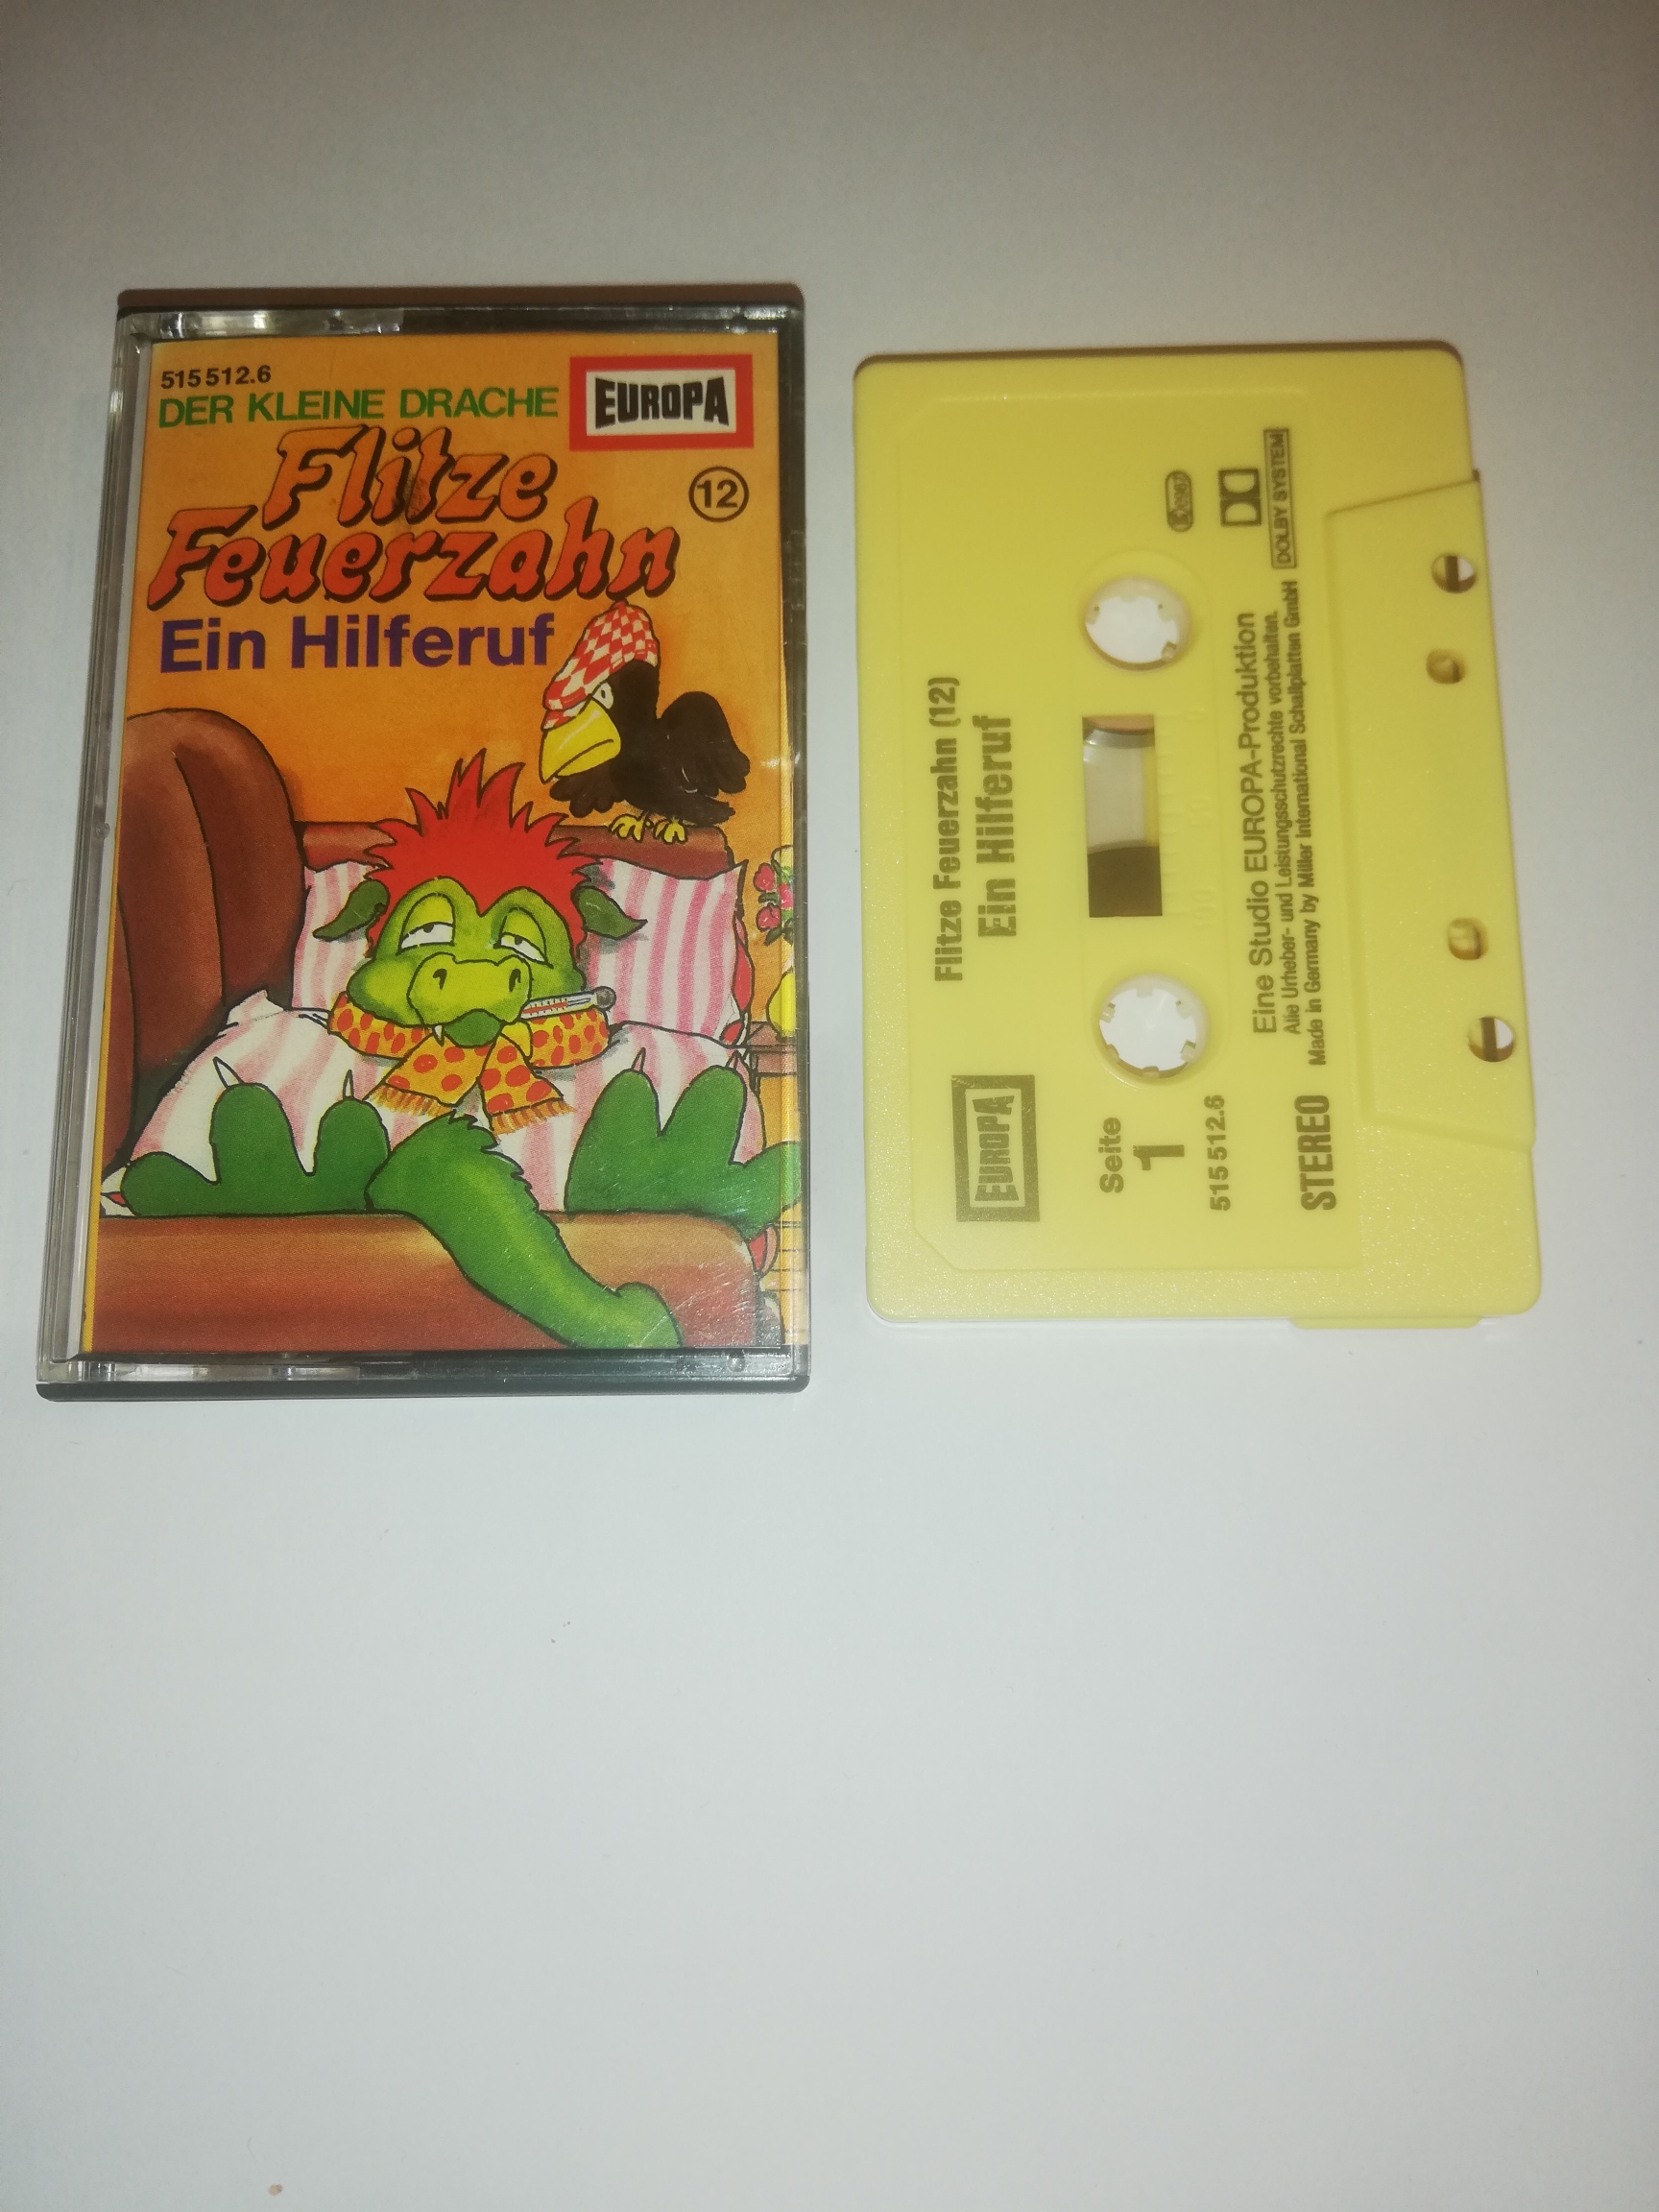 515 512.6
DER KLEINE DRACHE
EUROPA
Flitze
Feuerzahn
12
Ein Hilferuf
Flitze Feuerzahn (12)
Ein Hilferuf
EUROPA
Seite
1
515 512.6
STEREO
Eine Studio EUROPA-Produktion
Alle Urheber- und Leistungsschutzrechte vorbehalten.
Made in Germany by Miller International Schallplatten GmbH
DOLBY SYSTEM